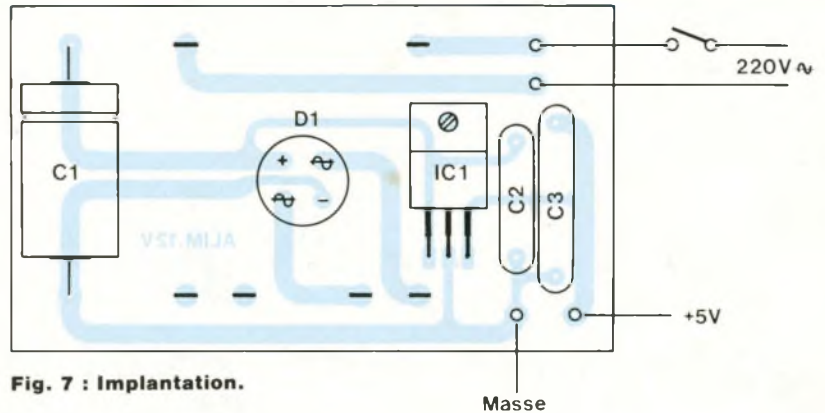 220V ~
D1
+ ~
~ −
C1
IC1
C2
C3
ALIM.12V
+5V
Fig. 7 : Implantation.
Masse